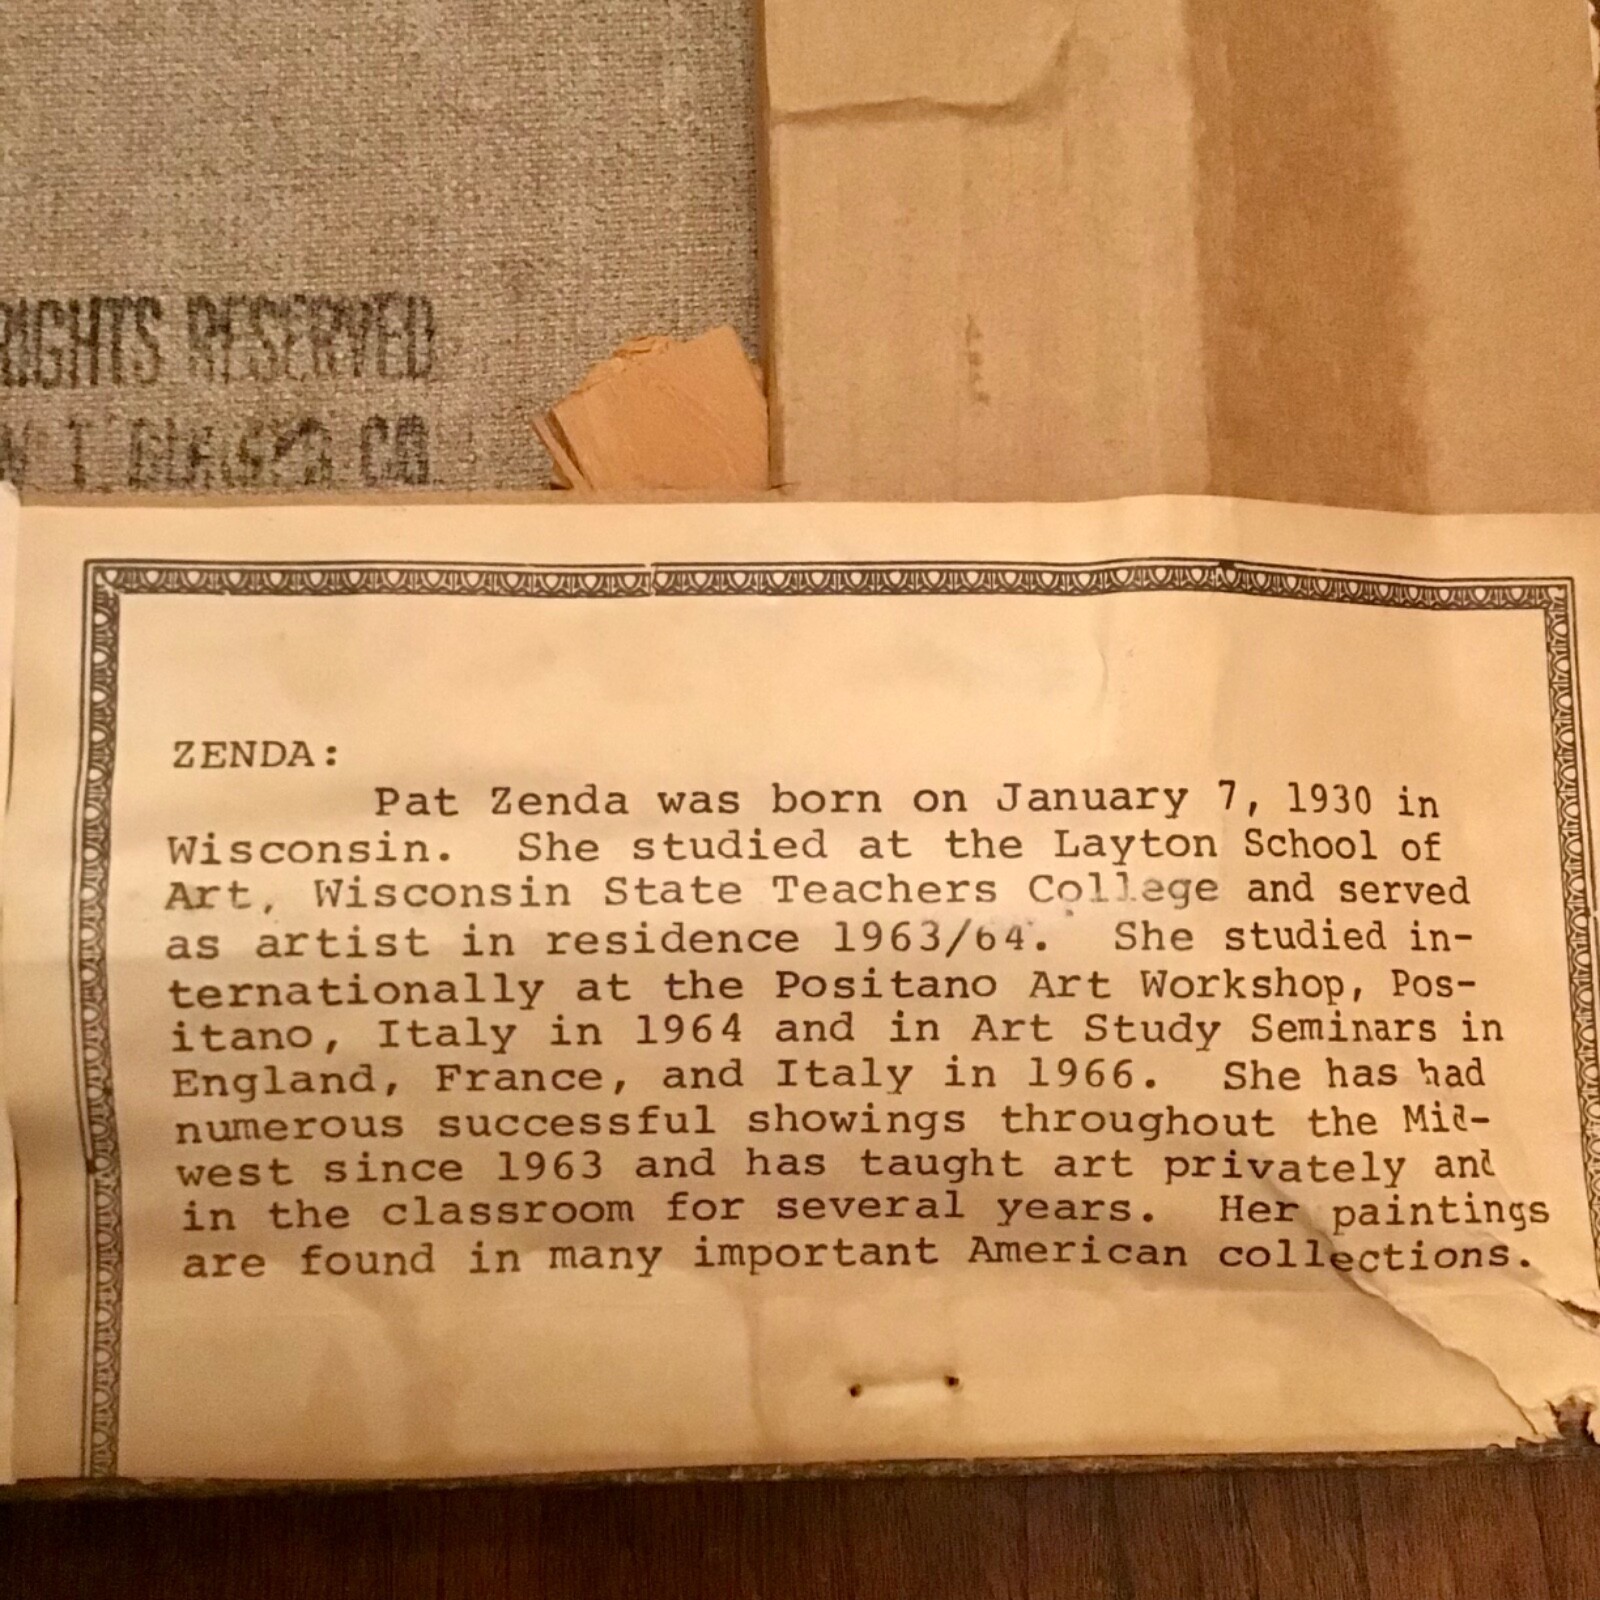 RIGHTS RESERVED
CO.
ZENDA:
Pat Zenda was born on January 7, 1930 in
Wisconsin. She studied at the Layton School of
Art, Wisconsin State Teachers College and served
as artist in residence 1963/64. She studied in-
ternationally at the Positano Art Workshop, Pos-
itano, Italy in 1964 and in Art Study Seminars in
England, France, and Italy in 1966. She has had
numerous successful showings throughout the Mid-
west since 1963 and has taught art privately and
in the classroom for several years. Her paintings
are found in many important American collections.